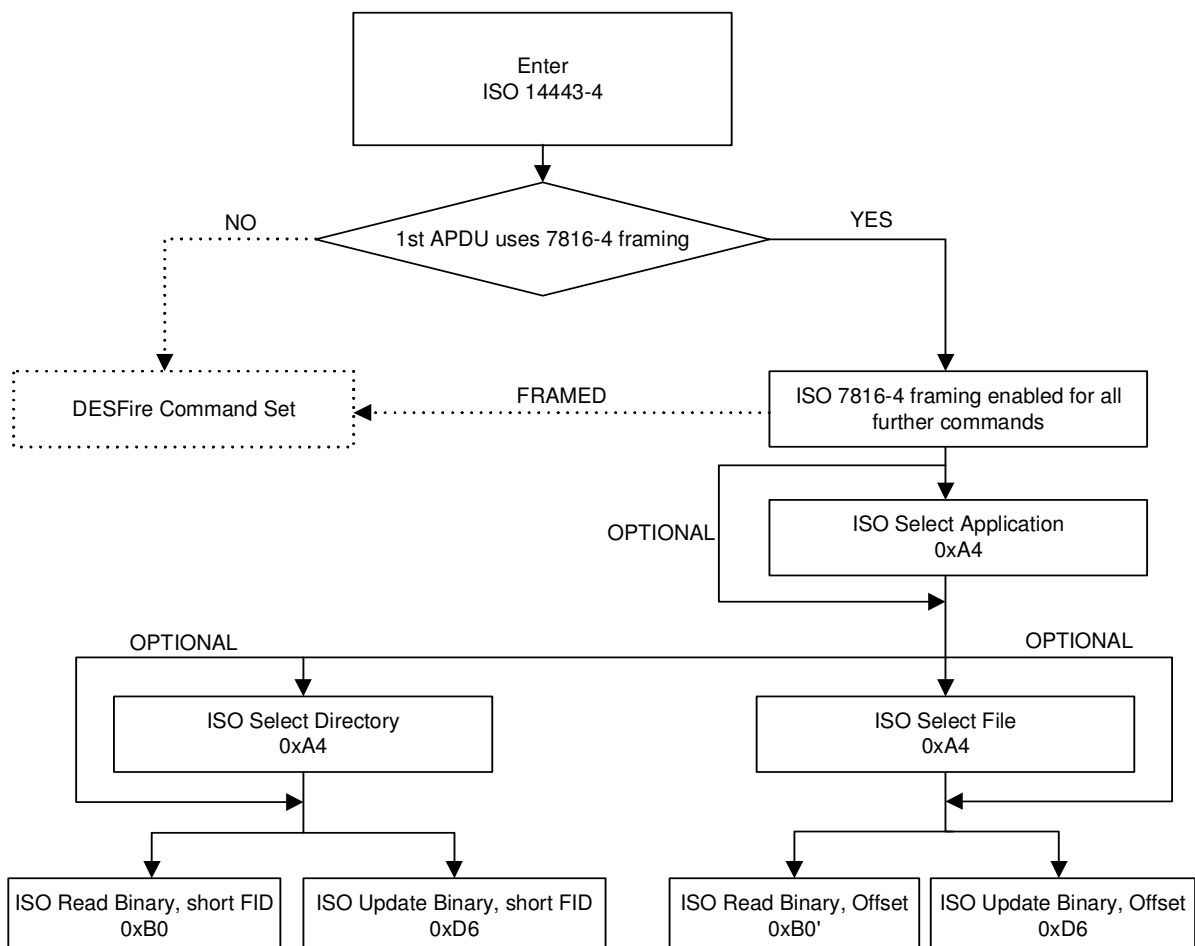 Enter
ISO 14443-4
1st APDU uses 7816-4 framing
NO
YES
DESFire Command Set
FRAMED
ISO 7816-4 framing enabled for all
further commands
OPTIONAL
ISO Select Application
0xA4
OPTIONAL
OPTIONAL
ISO Select Directory
0xA4
ISO Select File
0xA4
ISO Read Binary, short FID
0xB0
ISO Update Binary, short FID
0xD6
ISO Read Binary, Offset
0xB0'
ISO Update Binary, Offset
0xD6